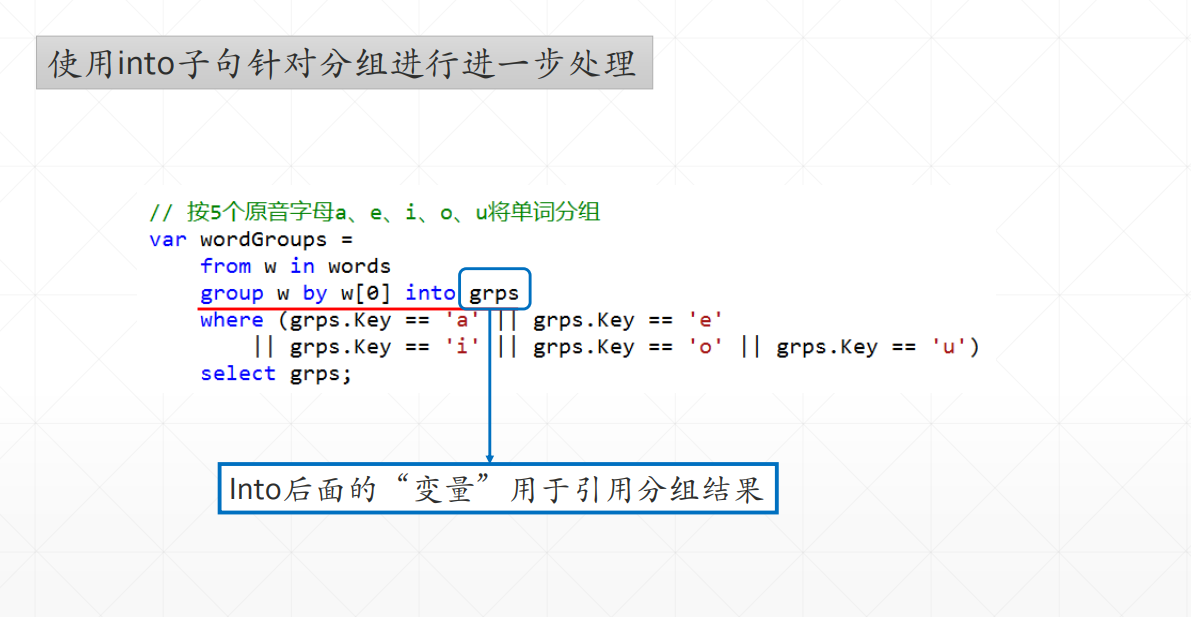 使用into子句针对分组进行进一步处理
// 按5个原音字母a、e、i、o、u将单词分组
var wordGroups =
from w in words
group w by w[0] into grps
where (grps.Key == 'a' || grps.Key == 'e'
|| grps.Key == 'i' || grps.Key == 'o' || grps.Key == 'u')
select grps;
Into后面的“变量”用于引用分组结果